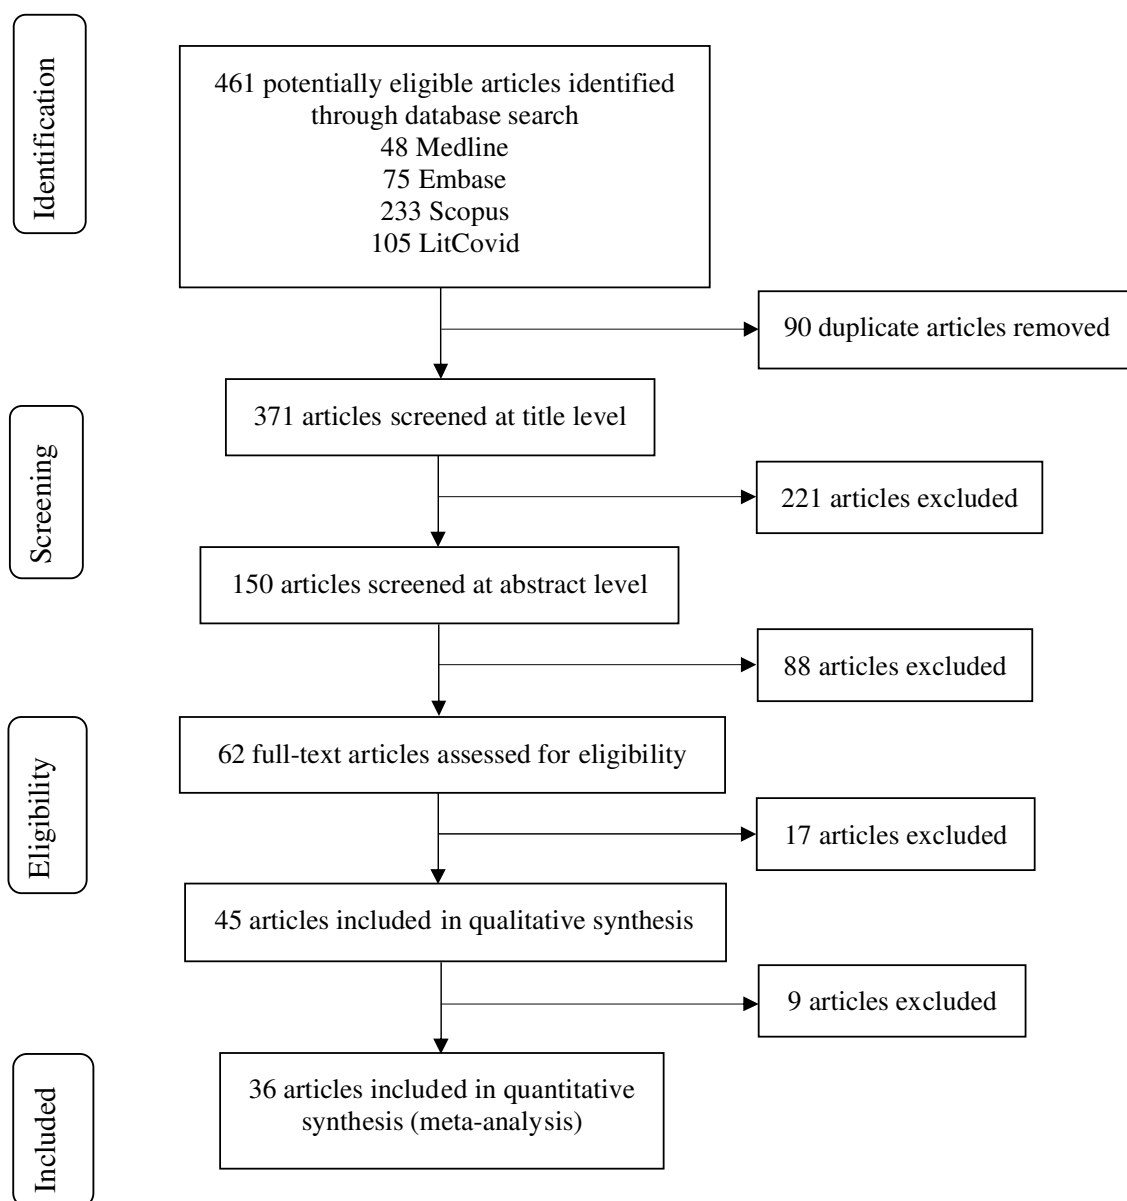 Identification
461 potentially eligible articles identified
through database search
48 Medline
75 Embase
233 Scopus
105 LitCovid
90 duplicate articles removed
Screening
371 articles screened at title level
221 articles excluded
150 articles screened at abstract level
88 articles excluded
Eligibility
62 full-text articles assessed for eligibility
17 articles excluded
45 articles included in qualitative synthesis
9 articles excluded
Included
36 articles included in quantitative
synthesis (meta-analysis)